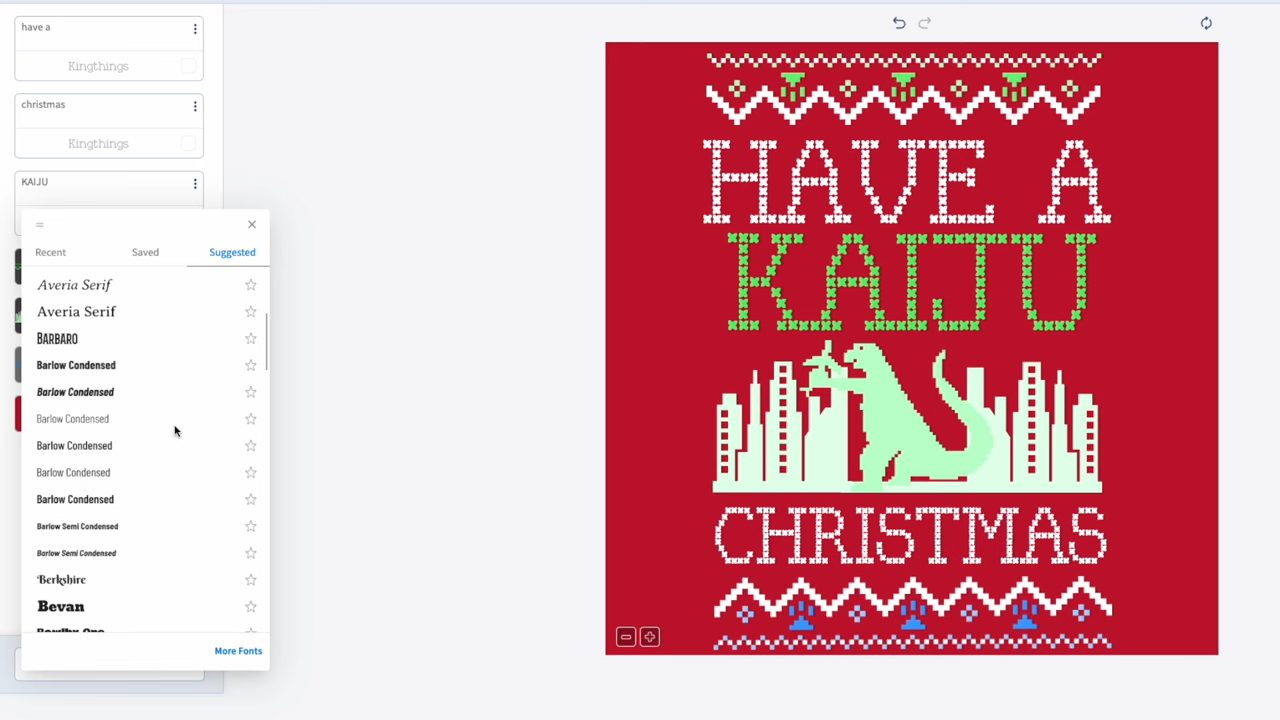 have a
Kingthings
christmas
Kingthings
KAIJU
Recent Saved Suggested
Averia Serif
Averia Serif
BARBARO
Barlow Condensed
Barlow Condensed
Barlow Condensed
Barlow Condensed
Barlow Condensed
Barlow Condensed
Barlow Semi Condensed
Barlow Semi Condensed
Berkshire
Bevan
Bowlby One
More Fonts
HAVE A
KAIJU
CHRISTMAS